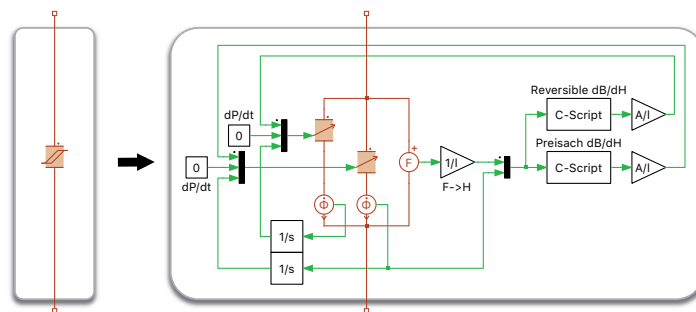 Reversible dB/dH
C-Script
A/I
dP/dt
0
Preisach dB/dH
C-Script
A/I
0
dP/dt
F
+
1/I
F->H
Φ
Φ
1/s
1/s